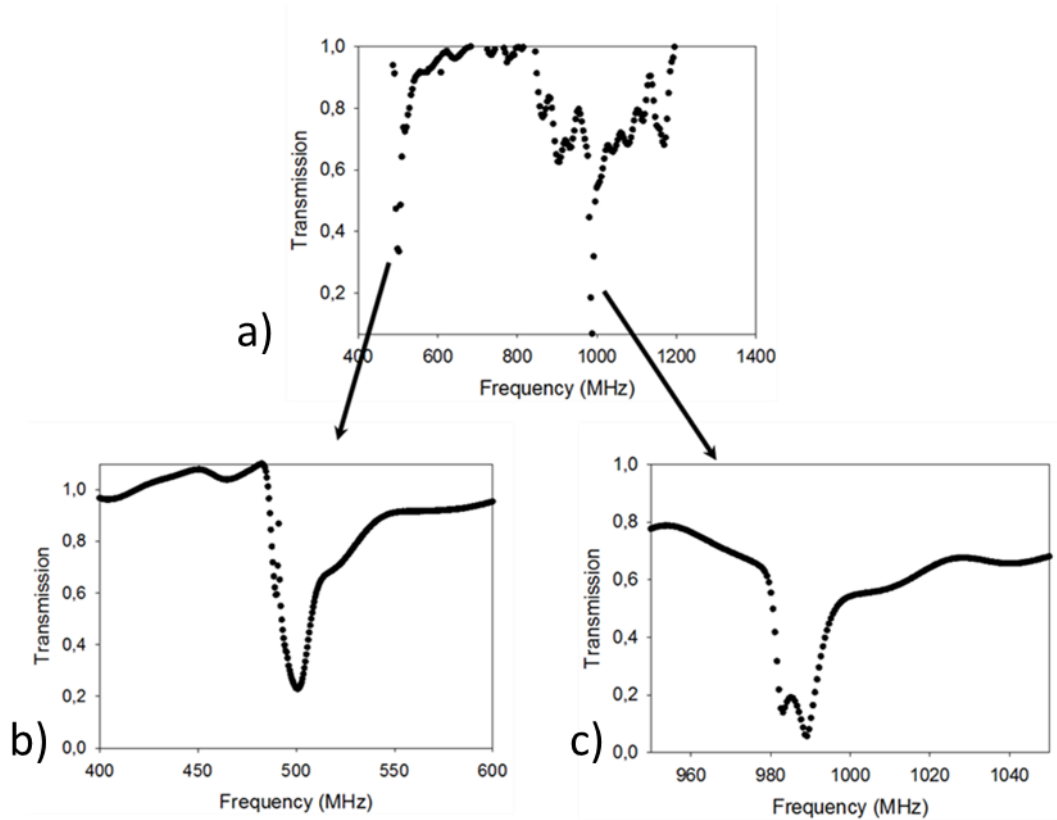 1,0
0,8
0,6
0,4
0,2
Transmission
a)
400 600 800 1000 1200 1400
Frequency (MHz)
1,0
0,8
0,6
0,4
0,2
0,0
Transmission
b)
400 450 500 550 600
Frequency (MHz)
1,0
0,8
0,6
0,4
0,2
0,0
Transmission
c)
960 980 1000 1020 1040
Frequency (MHz)